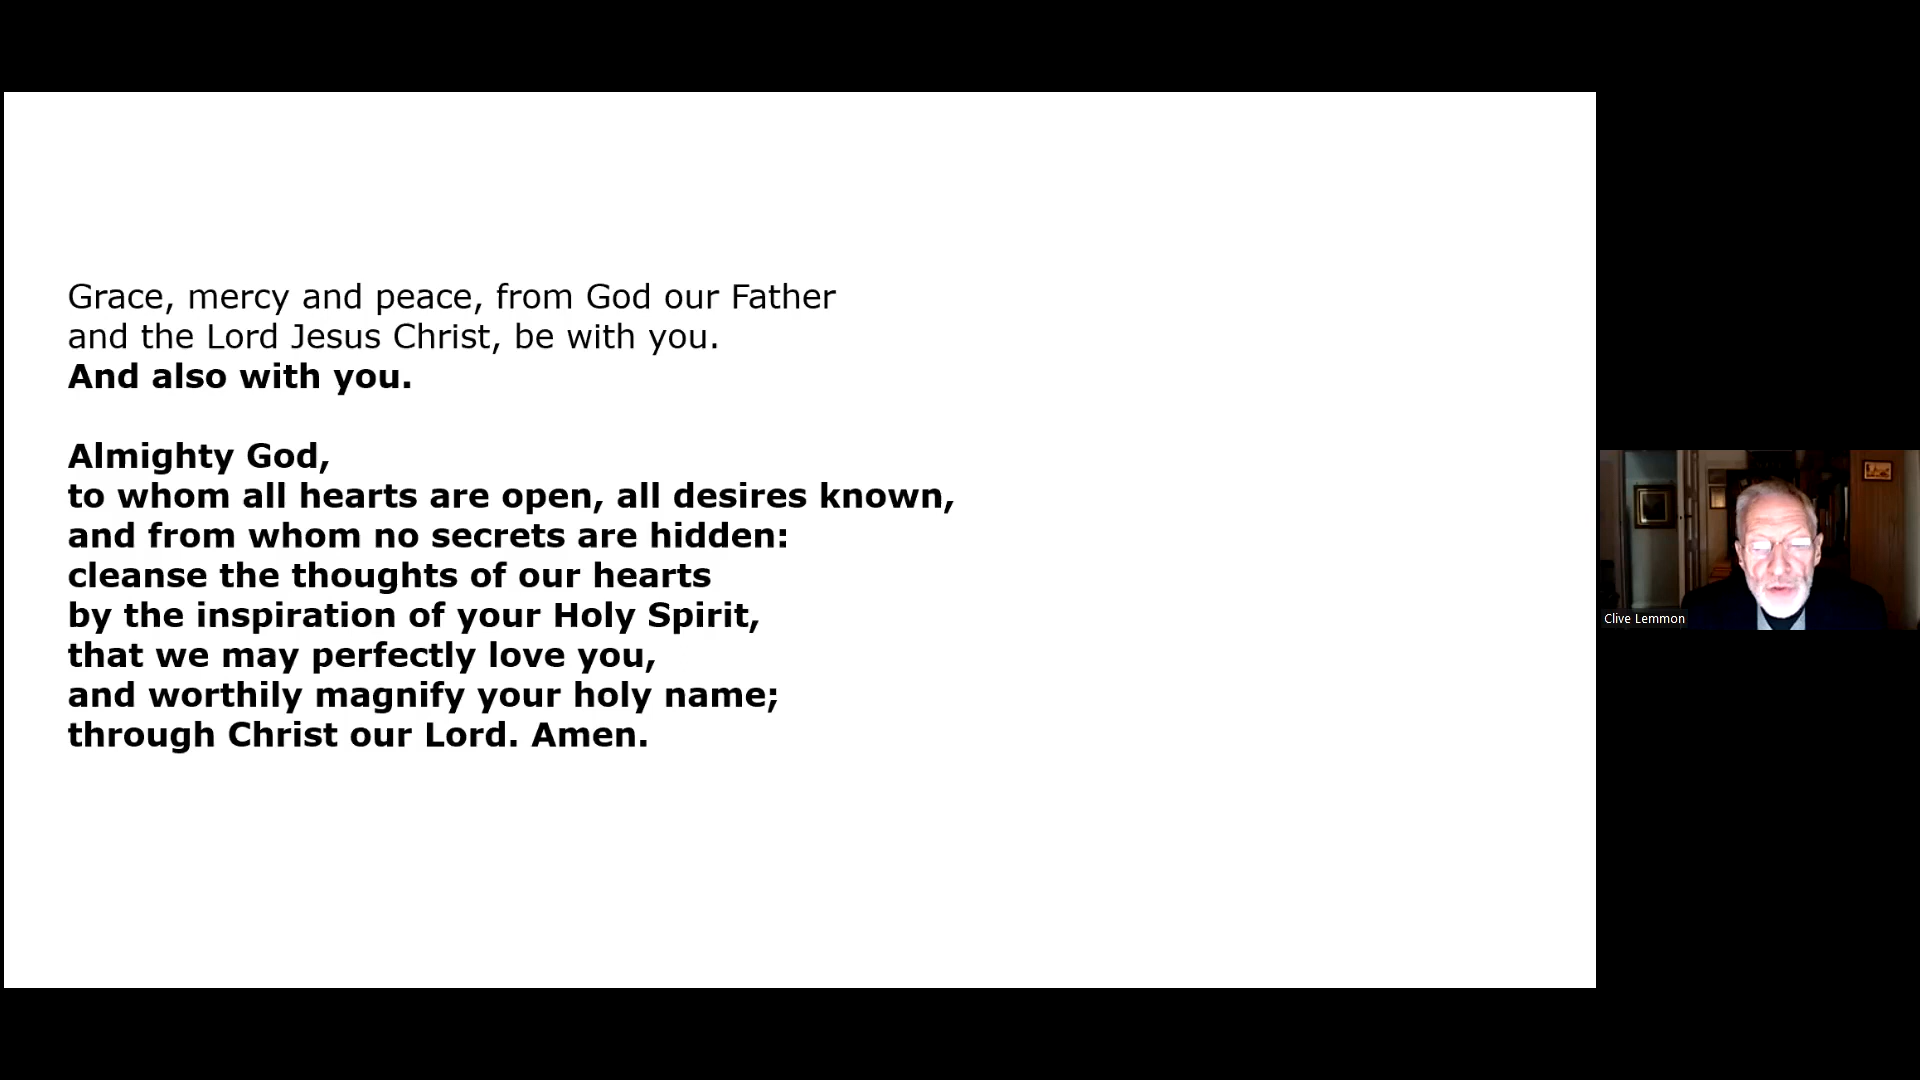 Grace, mercy and peace, from God our Father
and the Lord Jesus Christ, be with you.
And also with you.
Almighty God,
to whom all hearts are open, all desires known,
and from whom no secrets are hidden:
cleanse the thoughts of our hearts
by the inspiration of your Holy Spirit,
that we may perfectly love you,
and worthily magnify your holy name;
through Christ our Lord. Amen.
Clive Lemmon